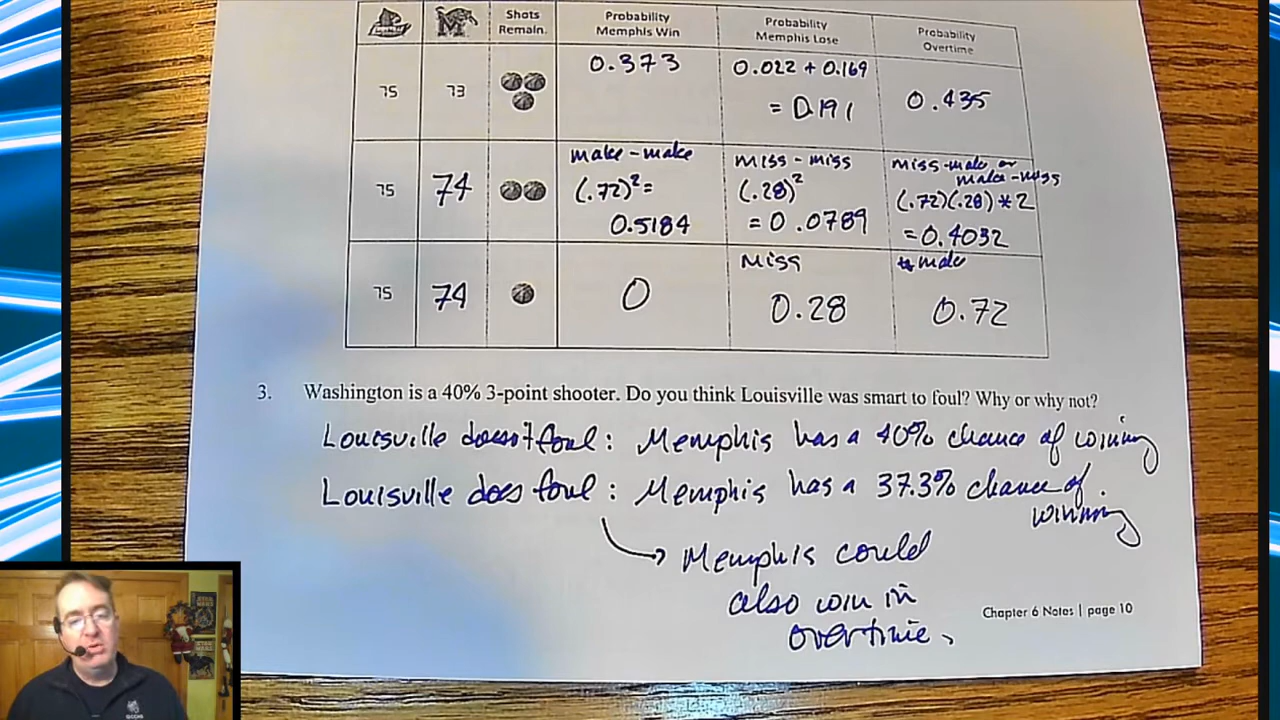 Shots Remain.
Probability Memphis Win
Probability Memphis Lose
Probability Overtime
75 73 0.373 0.022 + 0.169 = 0.191 0.435
make - make miss - miss miss-make or make-miss
75 74 (.72)²= 0.5184 (.28)² = 0.0789 (.72)(.28)*2 = 0.4032
Miss make
75 74 0 0.28 0.72
3. Washington is a 40% 3-point shooter. Do you think Louisville was smart to foul? Why or why not?
Louisville doesn't foul: Memphis has a 40% chance of wining
Louisville does foul: Memphis has a 37.3% chance of
winning
Memphis could
also win in
overtime.
Chapter 6 Notes | page 10